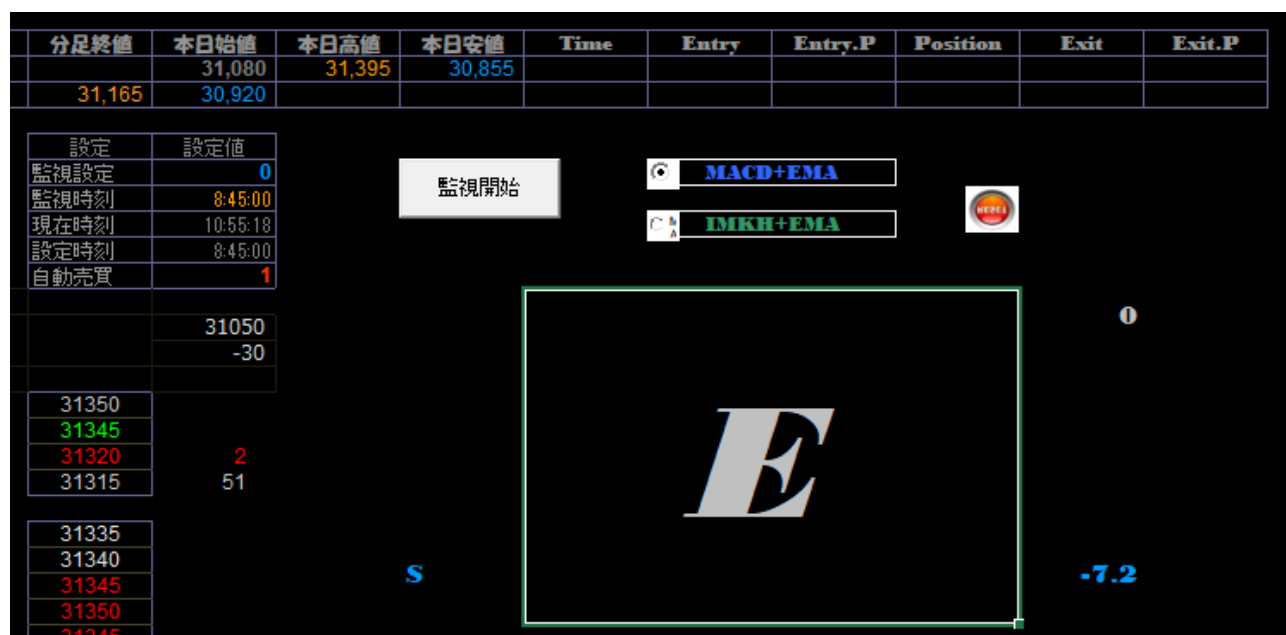 分足終値 本日始値 本日高値 本日安値 Time Entry Entry.P Position Exit Exit.P
31,080 31,395 30,855
31,165 30,920
設定 設定値
監視設定 0
監視時刻 8:45:00
現在時刻 10:55:18
設定時刻 8:45:00
自動売買 1
監視開始
MACD+EMA
IMKH+EMA
RESET
31050
-30
0
31350
31345
31320 2
31315 51
E
31335
31340
31345
31350
31345
S
-7.2